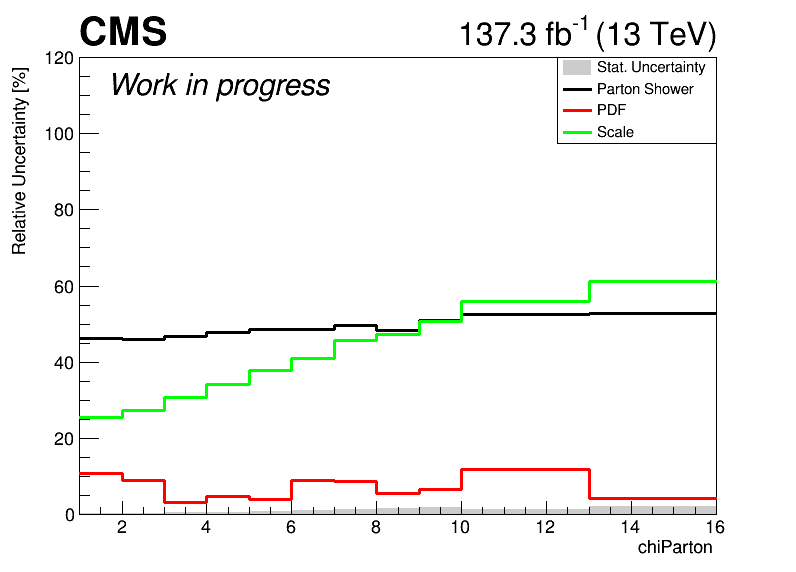 CMS 137.3 fb-1 (13 TeV)
Work in progress
Stat. Uncertainty
Parton Shower
PDF
Scale
Relative Uncertainty [%]
120
100
80
60
40
20
0
2 4 6 8 10 12 14 16
chiParton